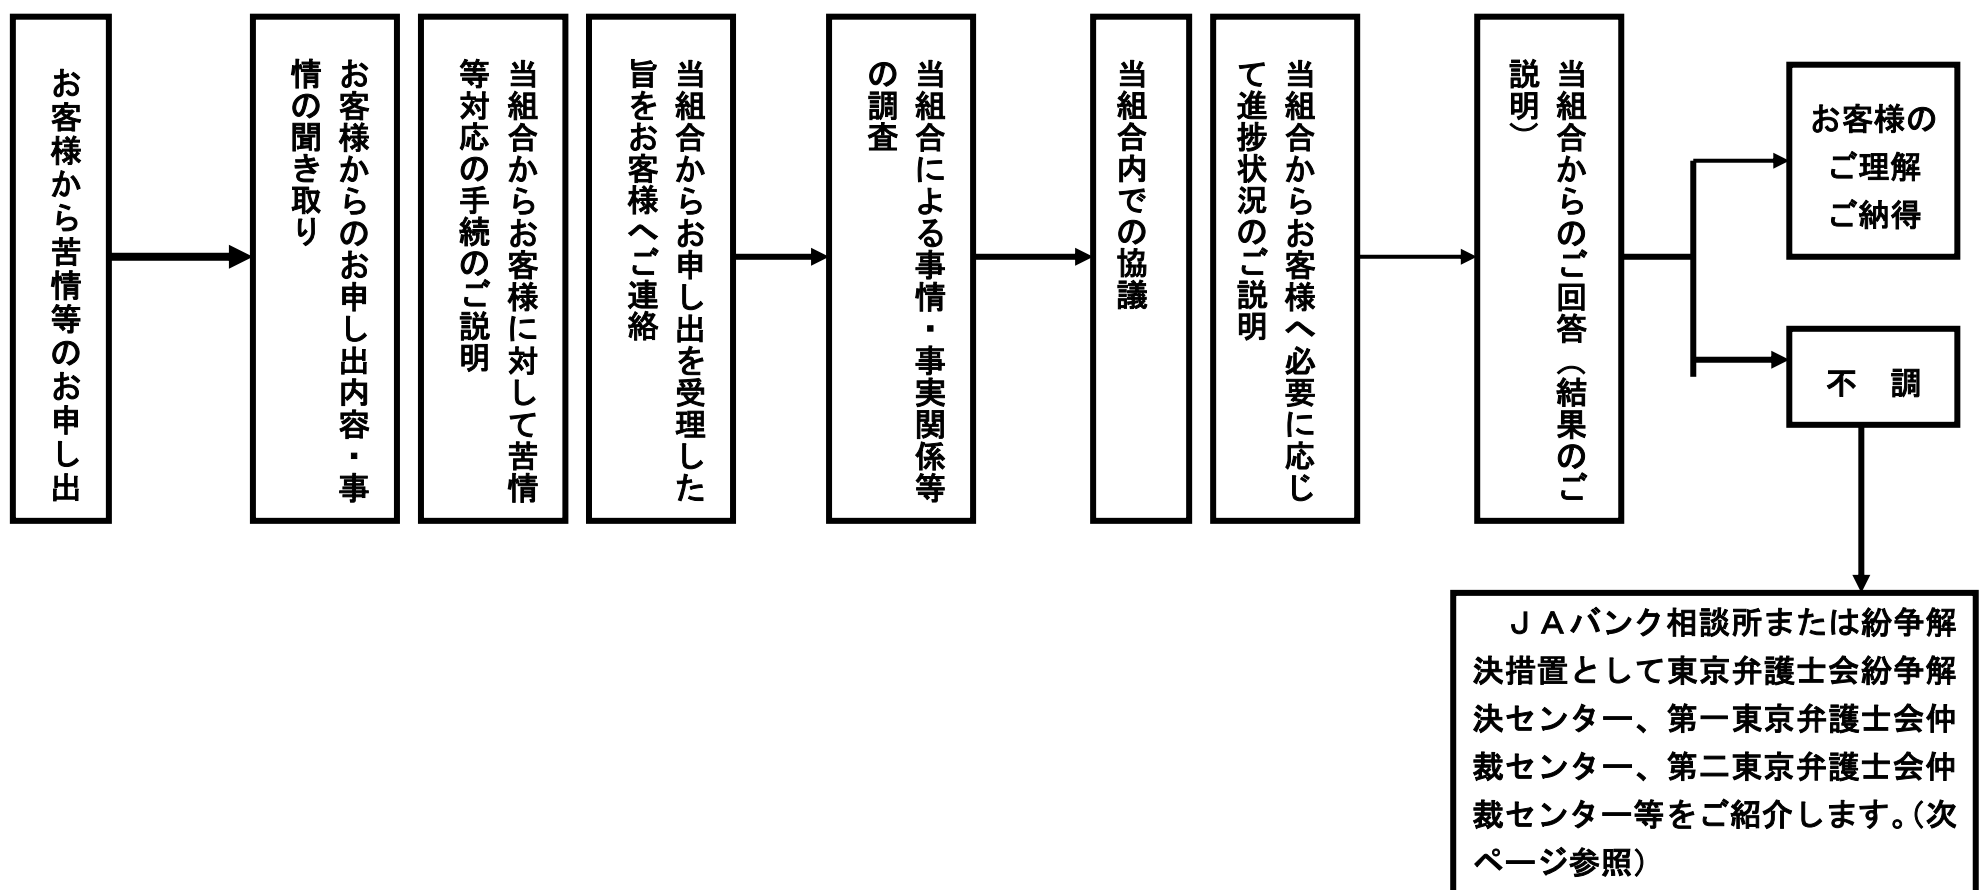 お客様から苦情等のお申し出
お客様からのお申し出内容・事
情の聞き取り
当組合からお客様に対して苦情
等対応の手続のご説明
当組合からお申し出を受理した
旨をお客様へご連絡
当組合による事情・事実関係等
の調査
当組合内での協議
当組合からお客様へ必要に応じ
て進捗状況のご説明
当組合からのご回答（結果のご
説明）
お客様の
ご理解
ご納得
不　調
ＪＡバンク相談所または紛争解
決措置として東京弁護士会紛争解
決センター、第一東京弁護士会仲
裁センター、第二東京弁護士会仲
裁センター等をご紹介します。（次
ページ参照）